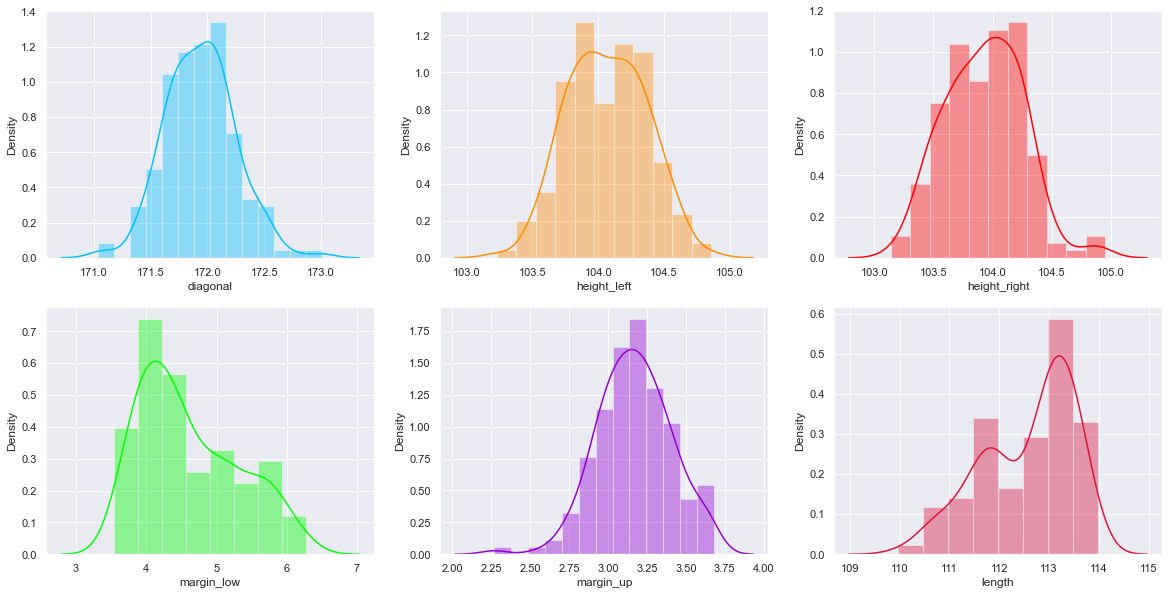 1.4
1.2
1.0
0.8
0.6
0.4
0.2
0.0
Density
171.0 171.5 172.0 172.5 173.0
diagonal
1.2
1.0
0.8
0.6
0.4
0.2
0.0
Density
103.0 103.5 104.0 104.5 105.0
height_left
1.2
1.0
0.8
0.6
0.4
0.2
0.0
Density
103.0 103.5 104.0 104.5 105.0
height_right
0.7
0.6
0.5
0.4
0.3
0.2
0.1
0.0
Density
3 4 5 6 7
margin_low
1.75
1.50
1.25
1.00
0.75
0.50
0.25
0.00
Density
2.00 2.25 2.50 2.75 3.00 3.25 3.50 3.75 4.00
margin_up
0.6
0.5
0.4
0.3
0.2
0.1
0.0
Density
109 110 111 112 113 114 115
length